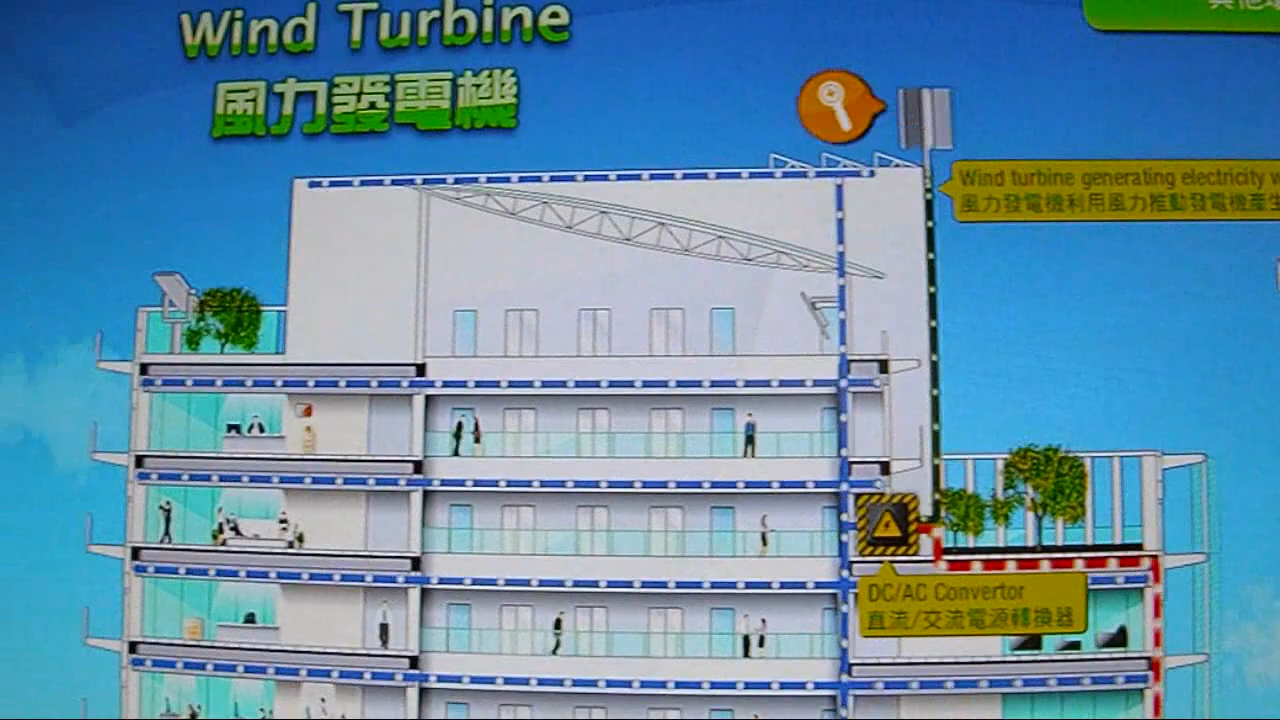 Wind Turbine
風力發電機
Wind turbine generating electricity
風力發電機利用風力推動發電機產生
DC/AC Convertor
直流/交流電源轉換器